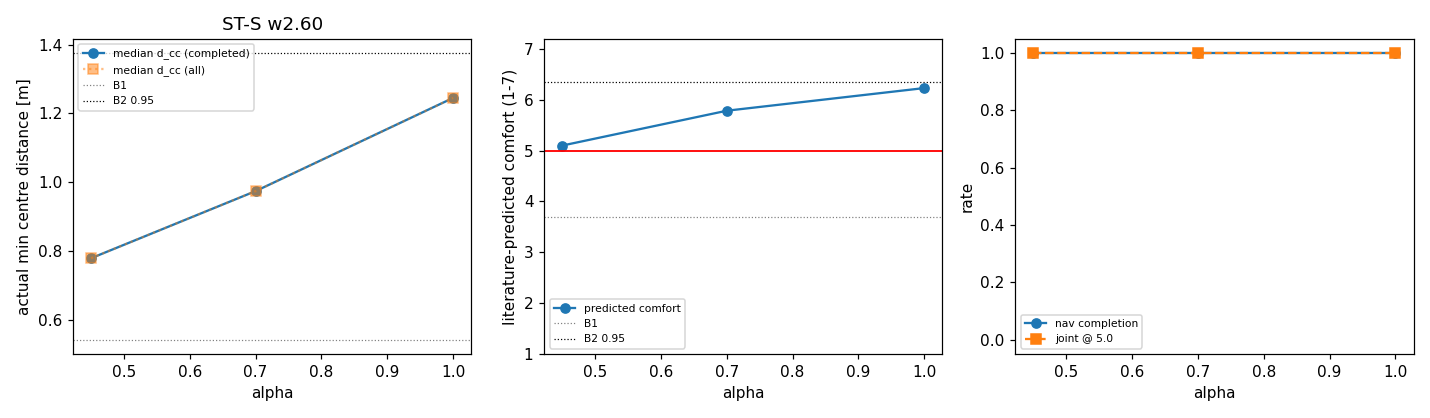 ST-S w2.60
actual min centre distance [m]
1.4
1.2
1.0
0.8
0.6
median d_cc (completed)
median d_cc (all)
B1
B2 0.95
0.5
0.6
0.7
0.8
0.9
1.0
alpha
literature-predicted comfort (1-7)
7
6
5
4
3
2
1
predicted comfort
B1
B2 0.95
0.5
0.6
0.7
0.8
0.9
1.0
alpha
rate
1.0
0.8
0.6
0.4
0.2
0.0
nav completion
joint @ 5.0
0.5
0.6
0.7
0.8
0.9
1.0
alpha